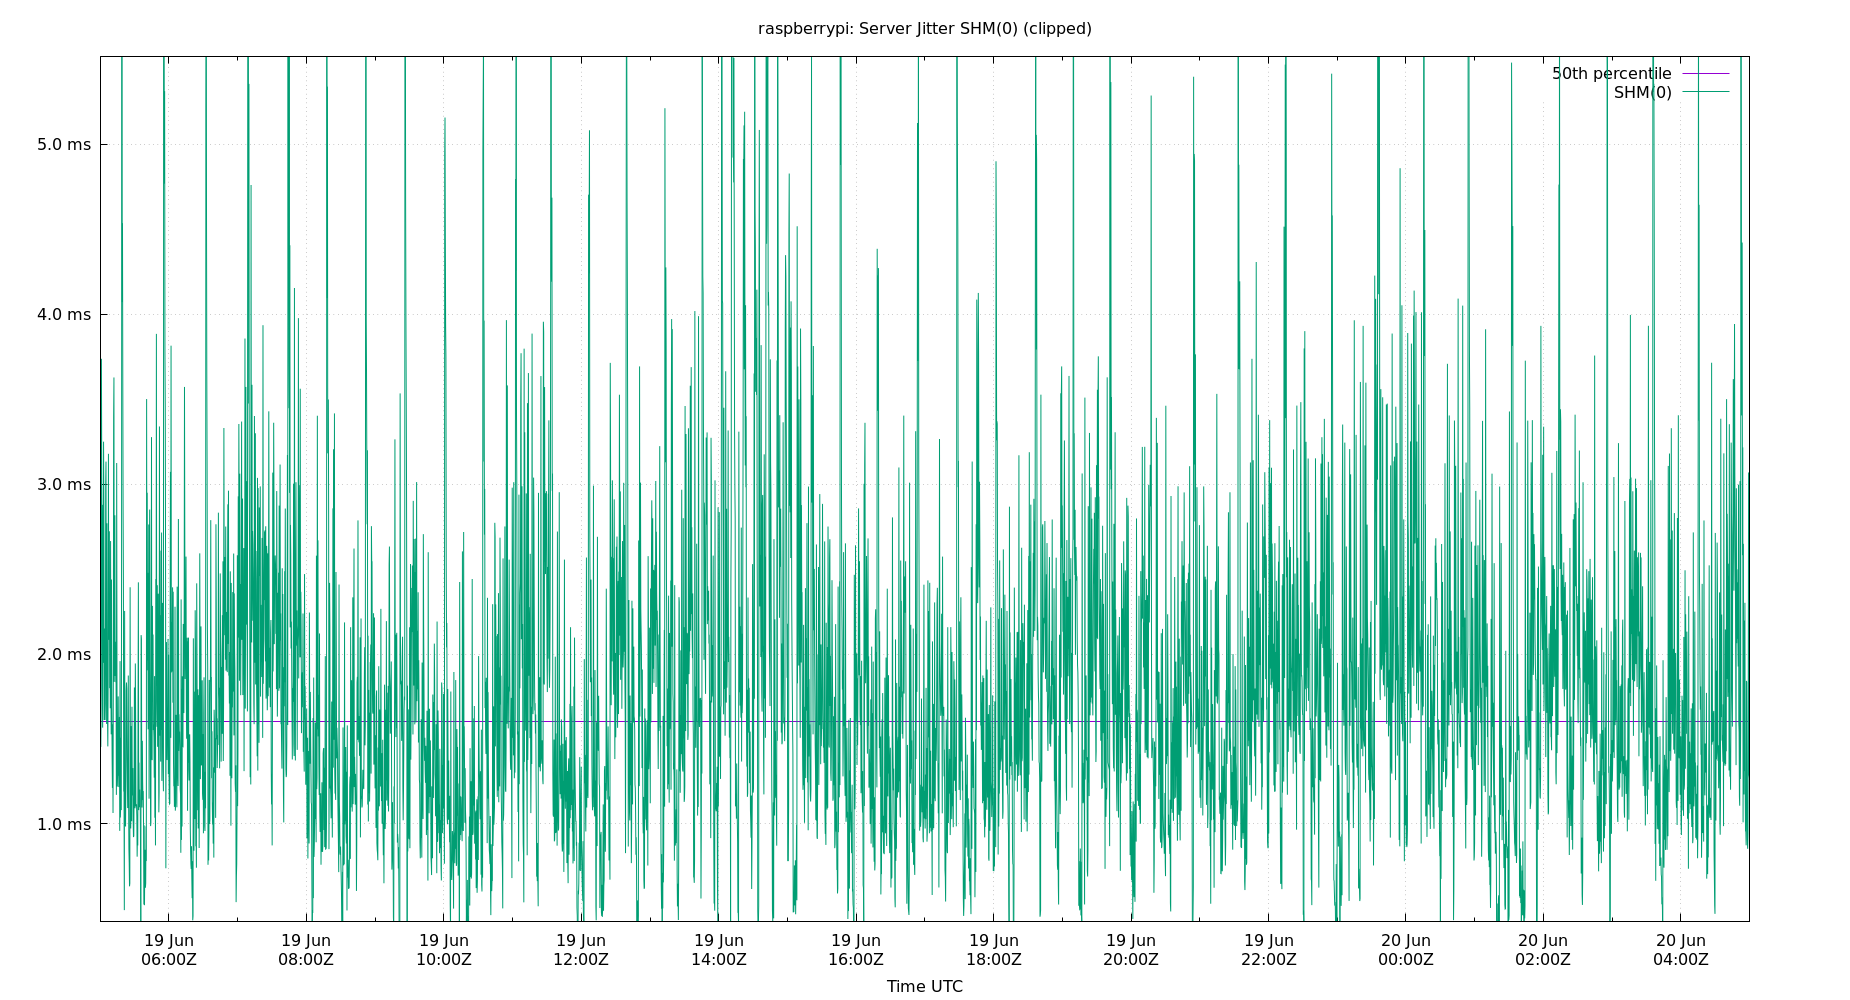 raspberrypi: Server Jitter SHM(0) (clipped)
50th percentile
SHM(0)
5.0 ms
4.0 ms
3.0 ms
2.0 ms
1.0 ms
19 Jun 19 Jun 19 Jun 19 Jun 19 Jun 19 Jun 19 Jun 19 Jun 19 Jun 20 Jun 20 Jun 20 Jun
06:00Z 08:00Z 10:00Z 12:00Z 14:00Z 16:00Z 18:00Z 20:00Z 22:00Z 00:00Z 02:00Z 04:00Z
Time UTC